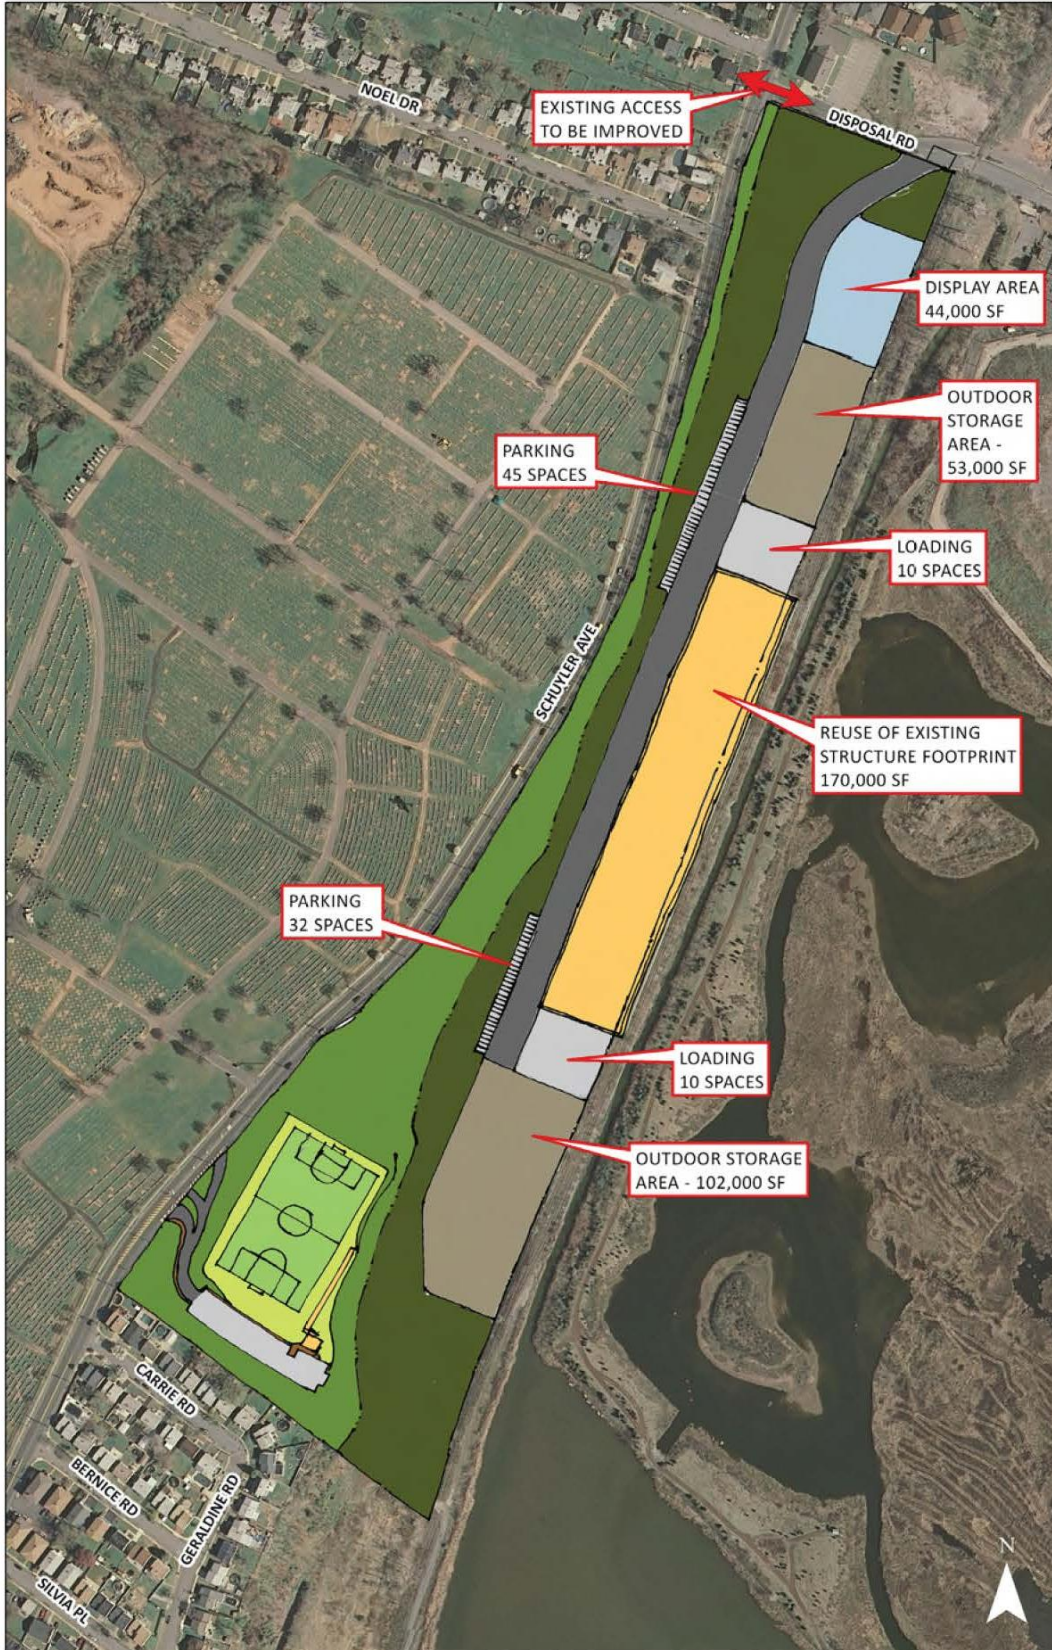 NOEL DR
EXISTING ACCESS
TO BE IMPROVED
DISPOSAL RD
DISPLAY AREA
44,000 SF
OUTDOOR
STORAGE
AREA -
53,000 SF
PARKING
45 SPACES
LOADING
10 SPACES
SCHUYLER AVE
REUSE OF EXISTING
STRUCTURE FOOTPRINT
170,000 SF
PARKING
32 SPACES
LOADING
10 SPACES
OUTDOOR STORAGE
AREA - 102,000 SF
CARRIE RD
BERNICE RD
GERALDINE RD
SILVIA PL
N